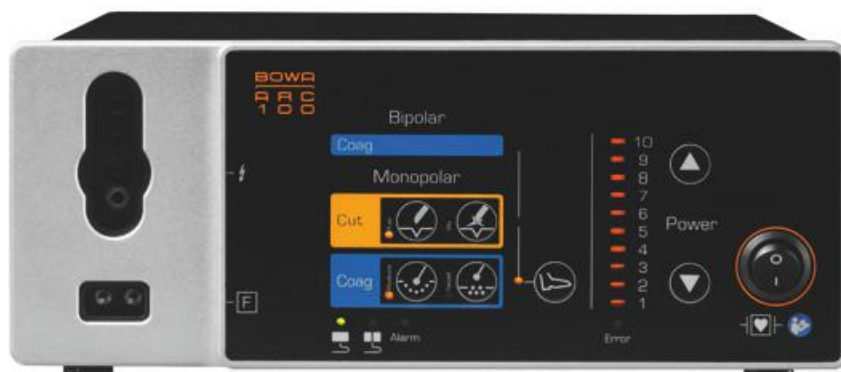 BOWA
ARC
100
Bipolar
Coag
Monopolar
Cut
Coag
10
9
8
7
6
5
4
3
2
1
Power
O
I
F
Alarm
Error